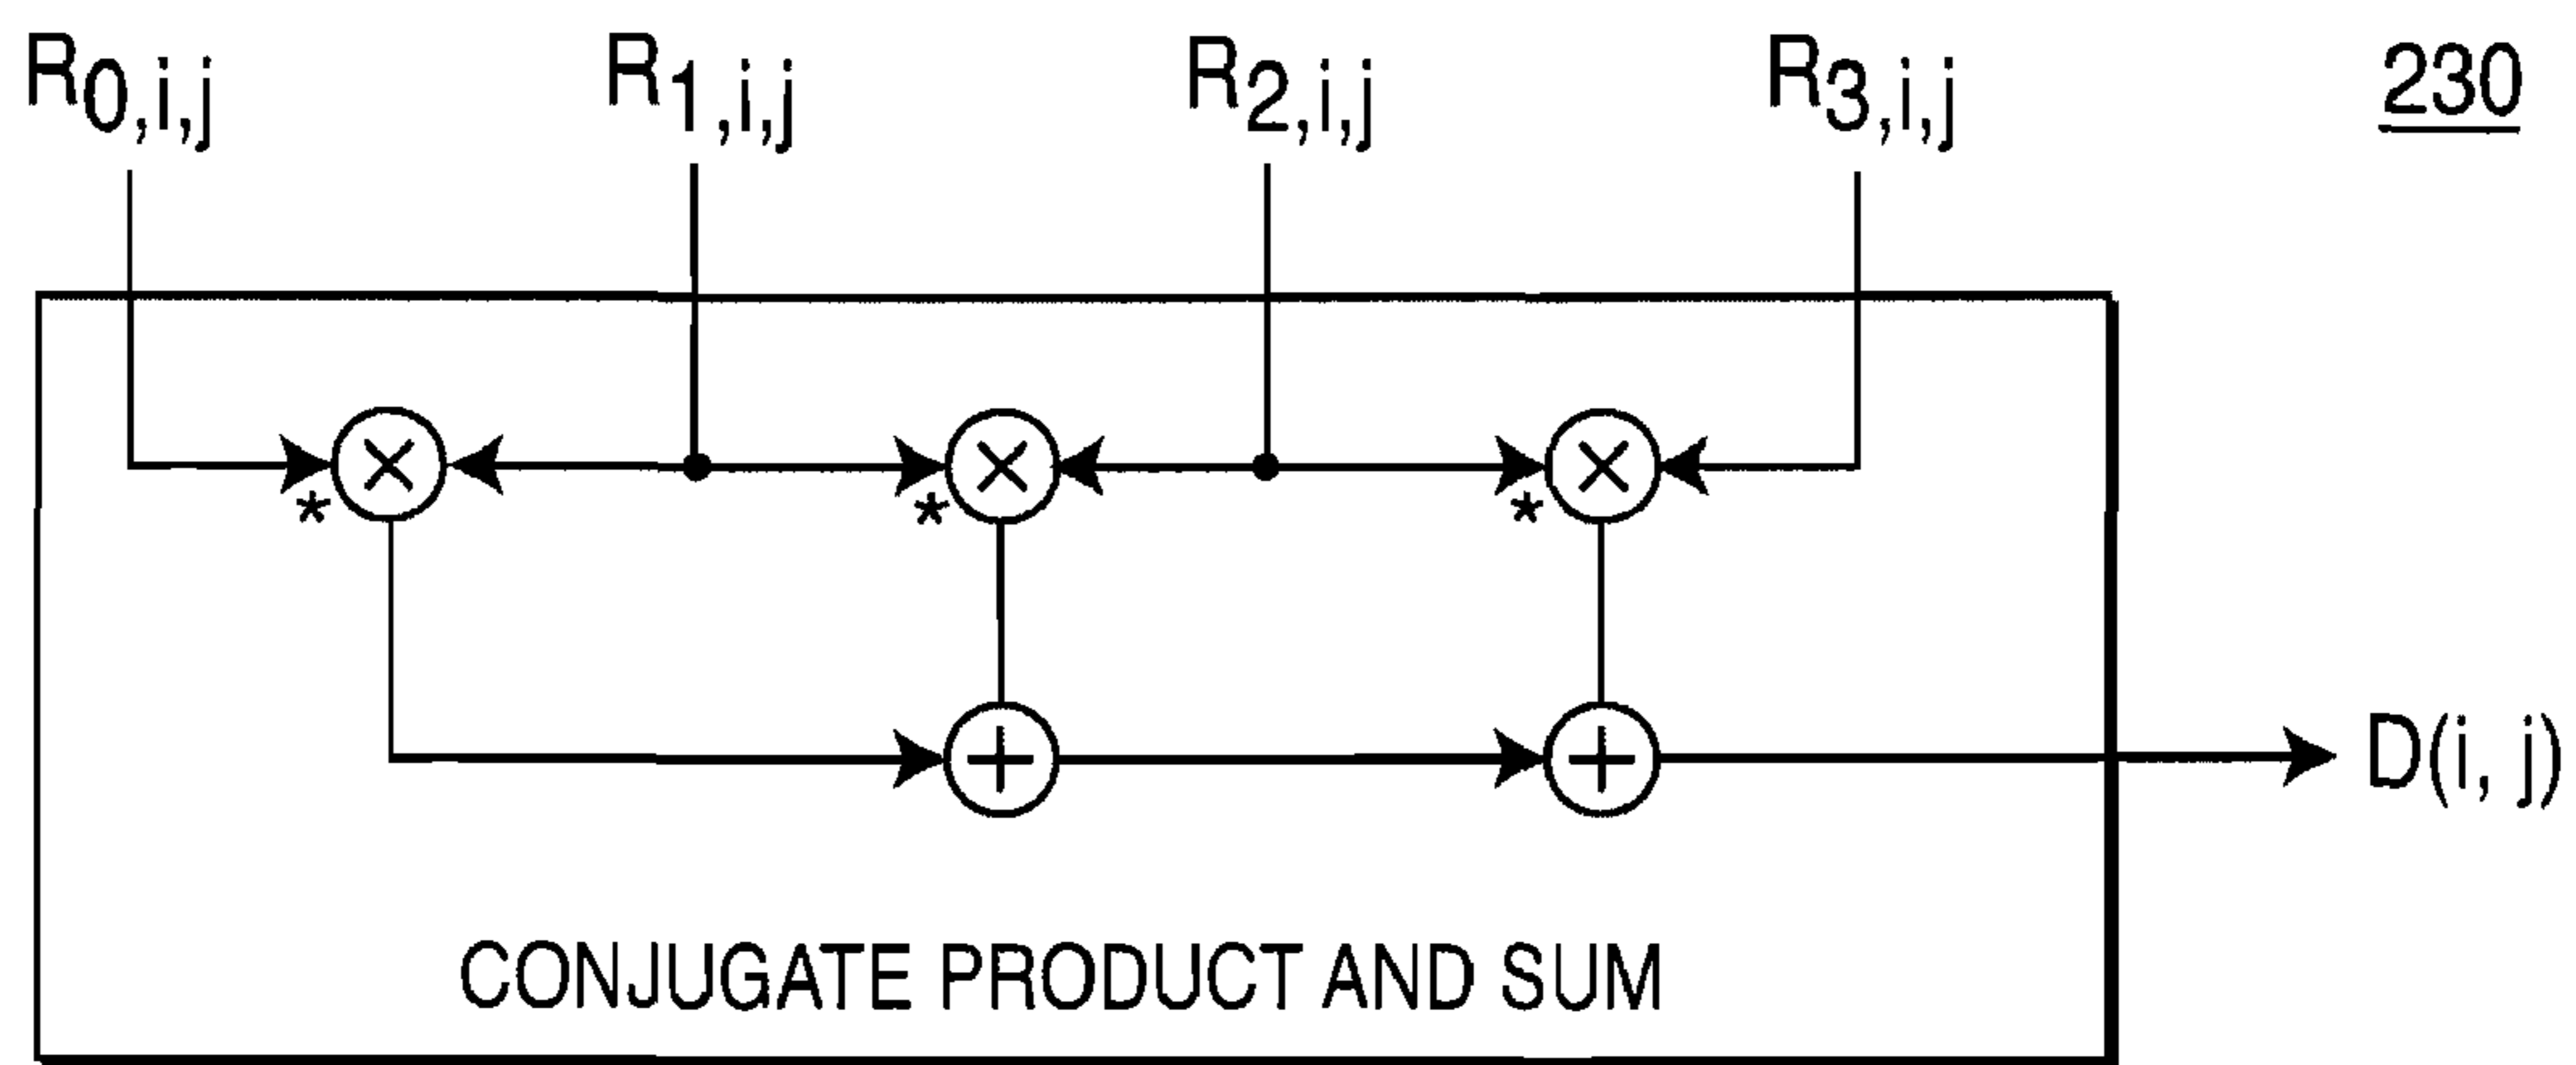 R0,i,j R1,i,j R2,i,j R3,i,j 230
* * *
D(i, j)
CONJUGATE PRODUCT AND SUM